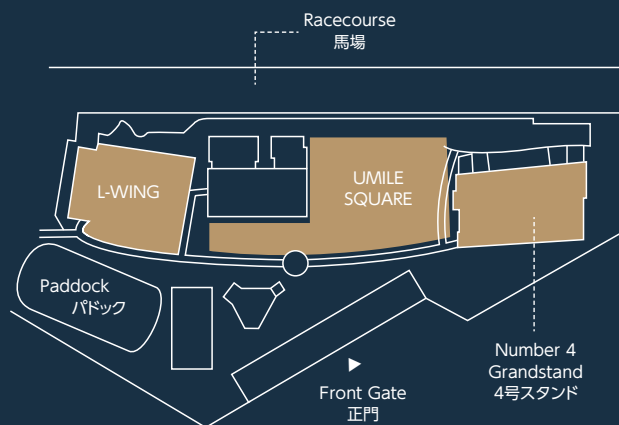 Racecourse
馬場
L-WING
UMILE
SQUARE
Paddock
パドック
Number 4
Grandstand
4号スタンド
Front Gate
正門